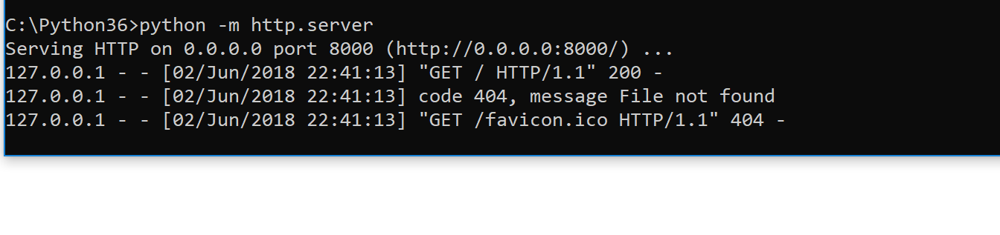 C:\Python36>python -m http.server
Serving HTTP on 0.0.0.0 port 8000 (http://0.0.0.0:8000/) ...
127.0.0.1 - - [02/Jun/2018 22:41:13] "GET / HTTP/1.1" 200 -
127.0.0.1 - - [02/Jun/2018 22:41:13] code 404, message File not found
127.0.0.1 - - [02/Jun/2018 22:41:13] "GET /favicon.ico HTTP/1.1" 404 -